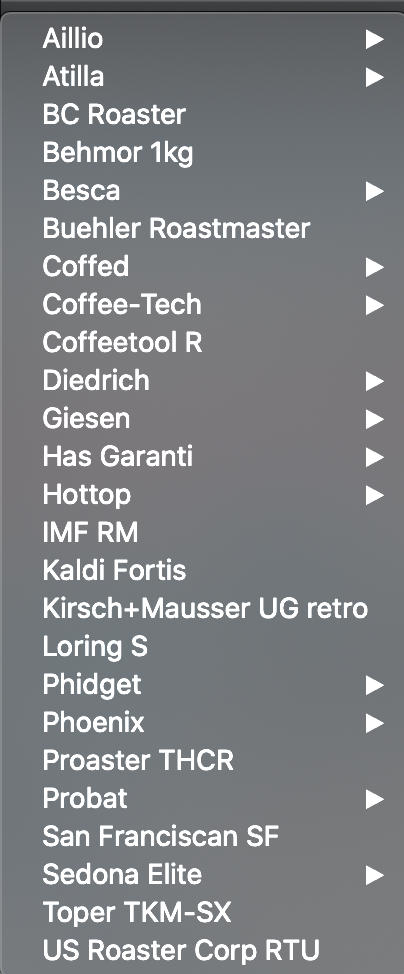 Aillio
Atilla
BC Roaster
Behmor 1kg
Besca
Buehler Roastmaster
Coffed
Coffee-Tech
Coffeetool R
Diedrich
Giesen
Has Garanti
Hottop
IMF RM
Kaldi Fortis
Kirsch+Mausser UG retro
Loring S
Phidget
Phoenix
Proaster THCR
Probat
San Franciscan SF
Sedona Elite
Toper TKM-SX
US Roaster Corp RTU